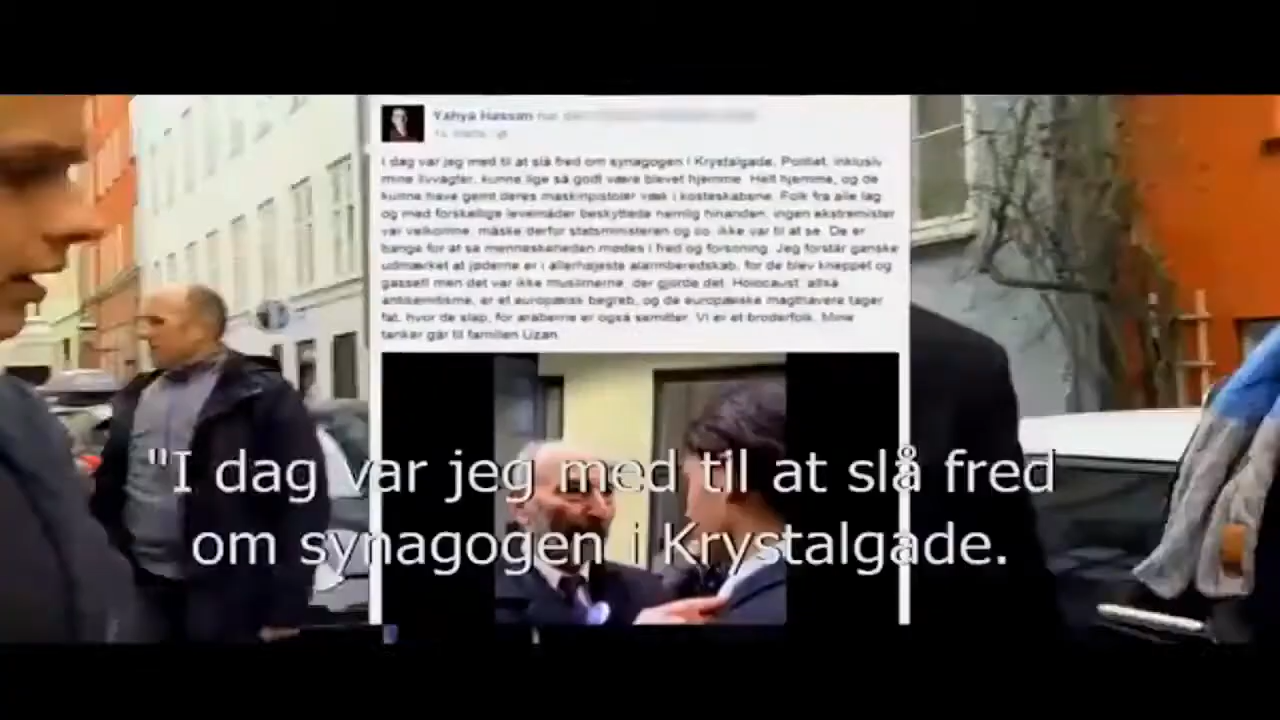 Yahya Hassan har
I dag var jeg med til at slå fred om synagogen i Krystalgade. Politiet, inklusiv
mine livvagter, kunne lige så godt være blevet hjemme. Helt hjemme, og de
kunne have gemt deres maskinpistoler væk i kosteskabene. Folk fra alle lag
og med forskellige levemåder beskyttede nemlig hinanden, ingen ekstremister
var velkomne, måske derfor statsministeren og co. ikke var til at se. De er
bange for at se menneskeheden mødes i fred og forsoning. Jeg forstår ganske
udmærket at jøderne er i allerhøjeste alarmberedskab, for de blev kneppet og
gasset! men det var ikke muslimerne, der gjorde det. Holocaust, altså
antisemitisme, er et europæisk begreb, og de europæiske magthavere tager
fat, hvor de slap, for araberne er også semitter. Vi er et broderfolk. Mine
tanker går til familien Uzan.
"I dag var jeg med til at slå fred
om synagogen i Krystalgade.